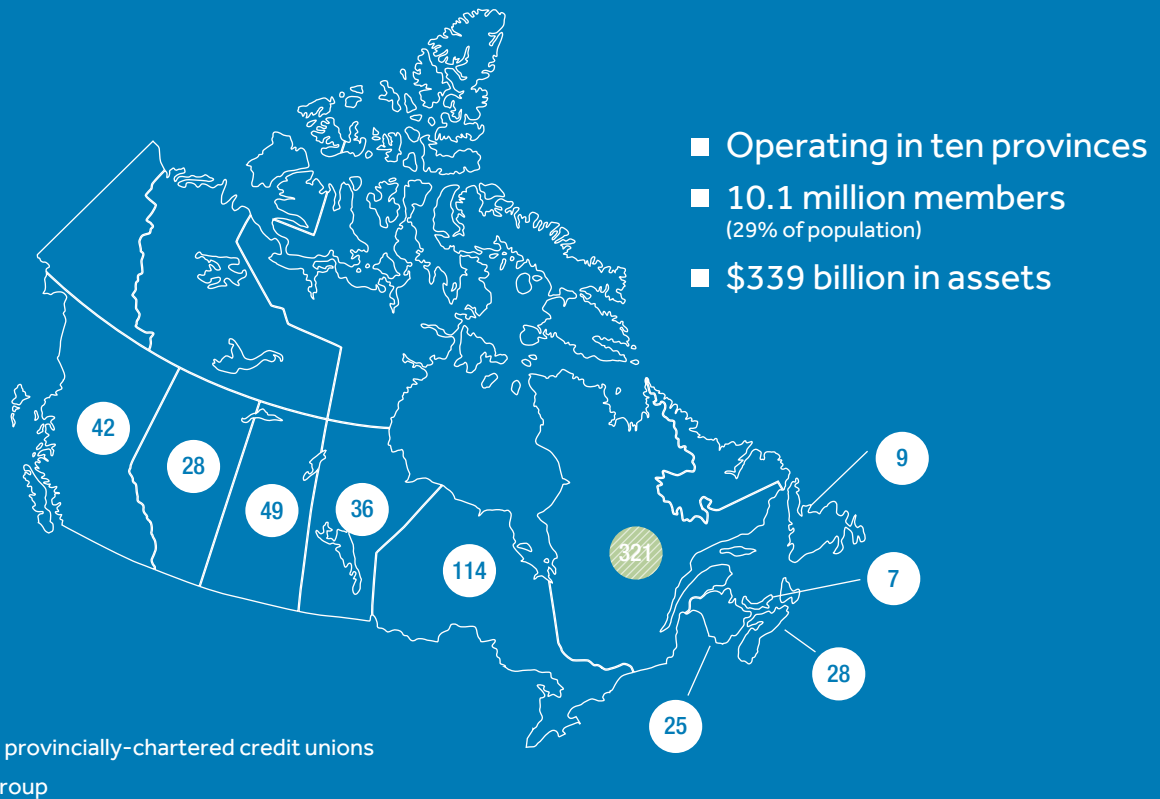 Operating in ten provinces
10.1 million members
(29% of population)
$339 billion in assets
42
28
49
36
114
321
9
7
28
25
provincially-chartered credit unions